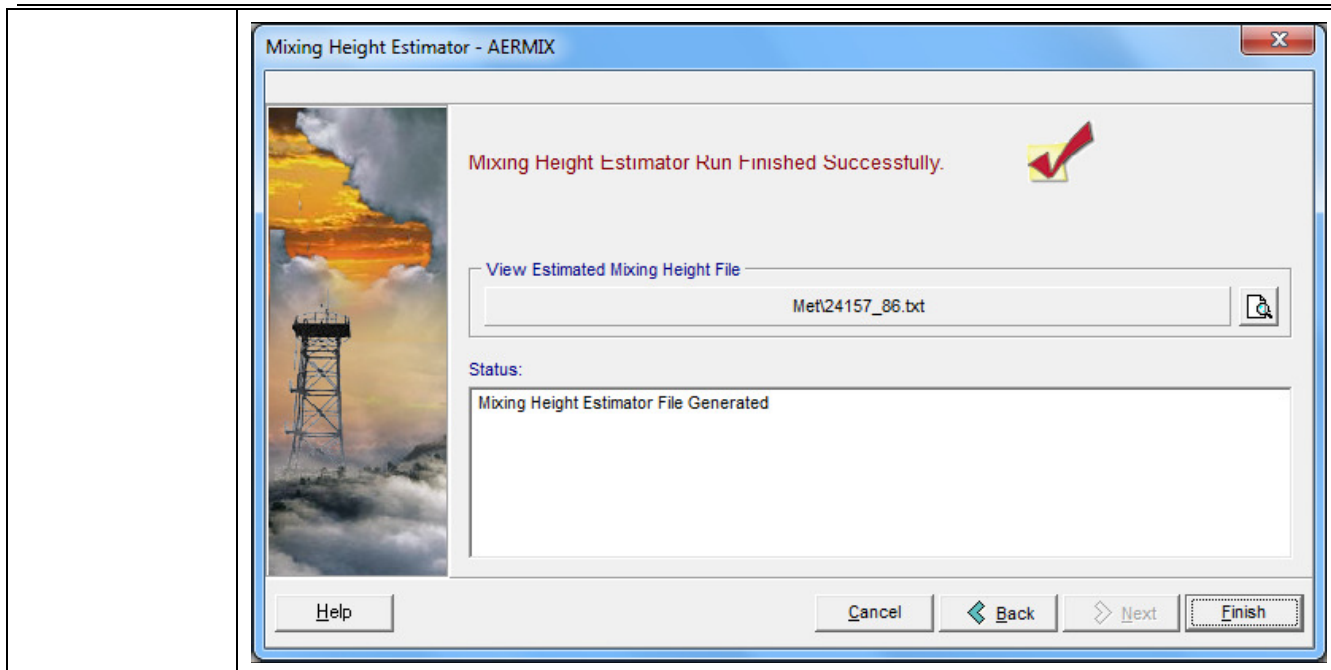 Mixing Height Estimator - AERMIX
x
Mixing Height Estimator Run Finished Successfully.
View Estimated Mixing Height File
Met\24157_86.txt
Status:
Mixing Height Estimator File Generated
Help
Cancel
Back
Next
Finish